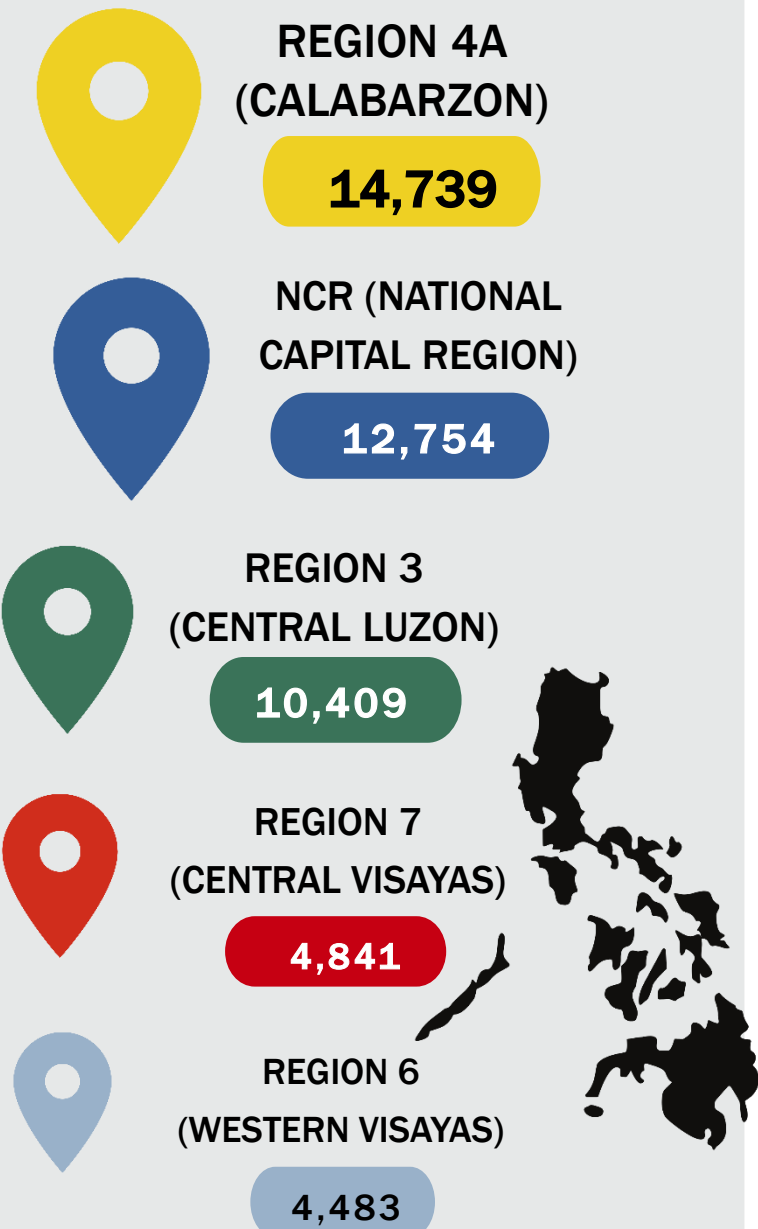 REGION 4A
(CALABARZON)
14,739
NCR (NATIONAL
CAPITAL REGION)
12,754
REGION 3
(CENTRAL LUZON)
10,409
REGION 7
(CENTRAL VISAYAS)
4,841
REGION 6
(WESTERN VISAYAS)
4,483